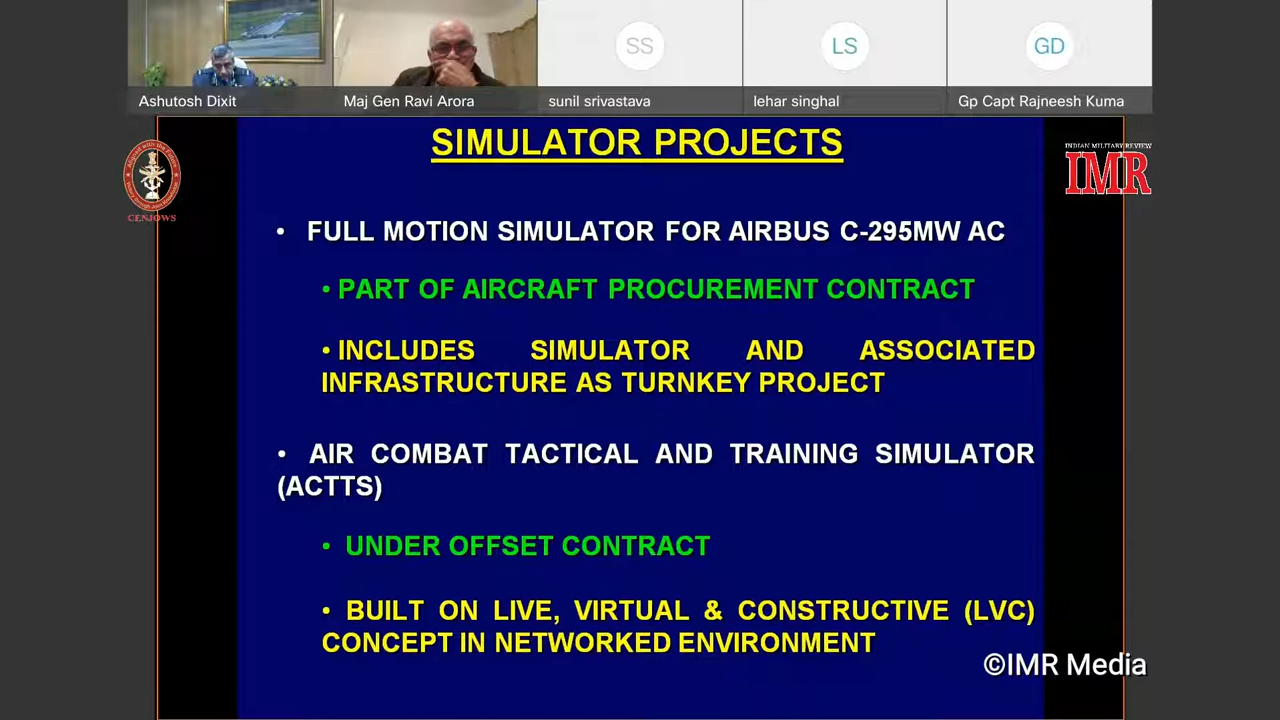 SS
LS
GD
Ashutosh Dixit
Maj Gen Ravi Arora
sunil srivastava
lehar singhal
Gp Capt Rajneesh Kuma
SIMULATOR PROJECTS
INDIAN MILITARY REVIEW
IMR
CENJOWS
• FULL MOTION SIMULATOR FOR AIRBUS C-295MW AC
• PART OF AIRCRAFT PROCUREMENT CONTRACT
• INCLUDES SIMULATOR AND ASSOCIATED
INFRASTRUCTURE AS TURNKEY PROJECT
• AIR COMBAT TACTICAL AND TRAINING SIMULATOR
(ACTTS)
• UNDER OFFSET CONTRACT
• BUILT ON LIVE, VIRTUAL & CONSTRUCTIVE (LVC)
CONCEPT IN NETWORKED ENVIRONMENT
©IMR Media